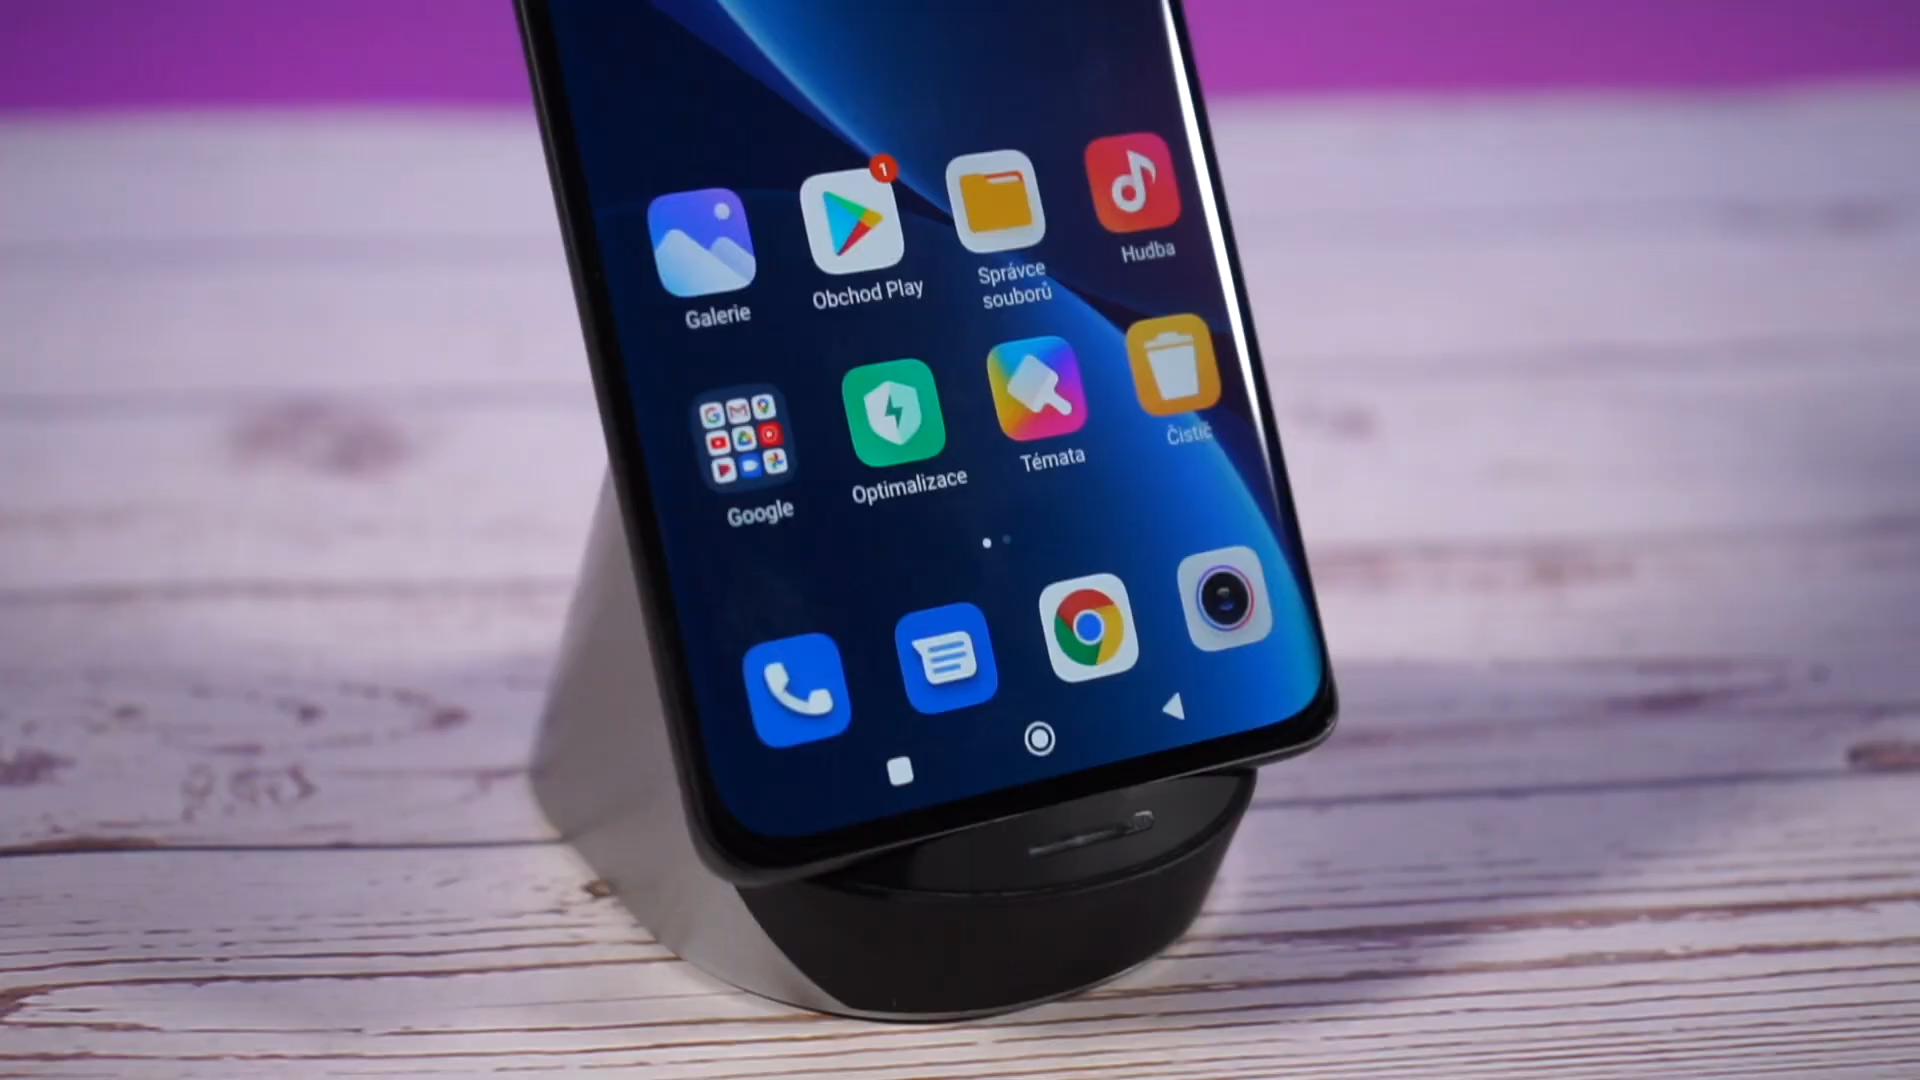 1
Galerie
Obchod Play
Správce
souborů
Hudba
Google
Optimalizace
Témata
Čistič